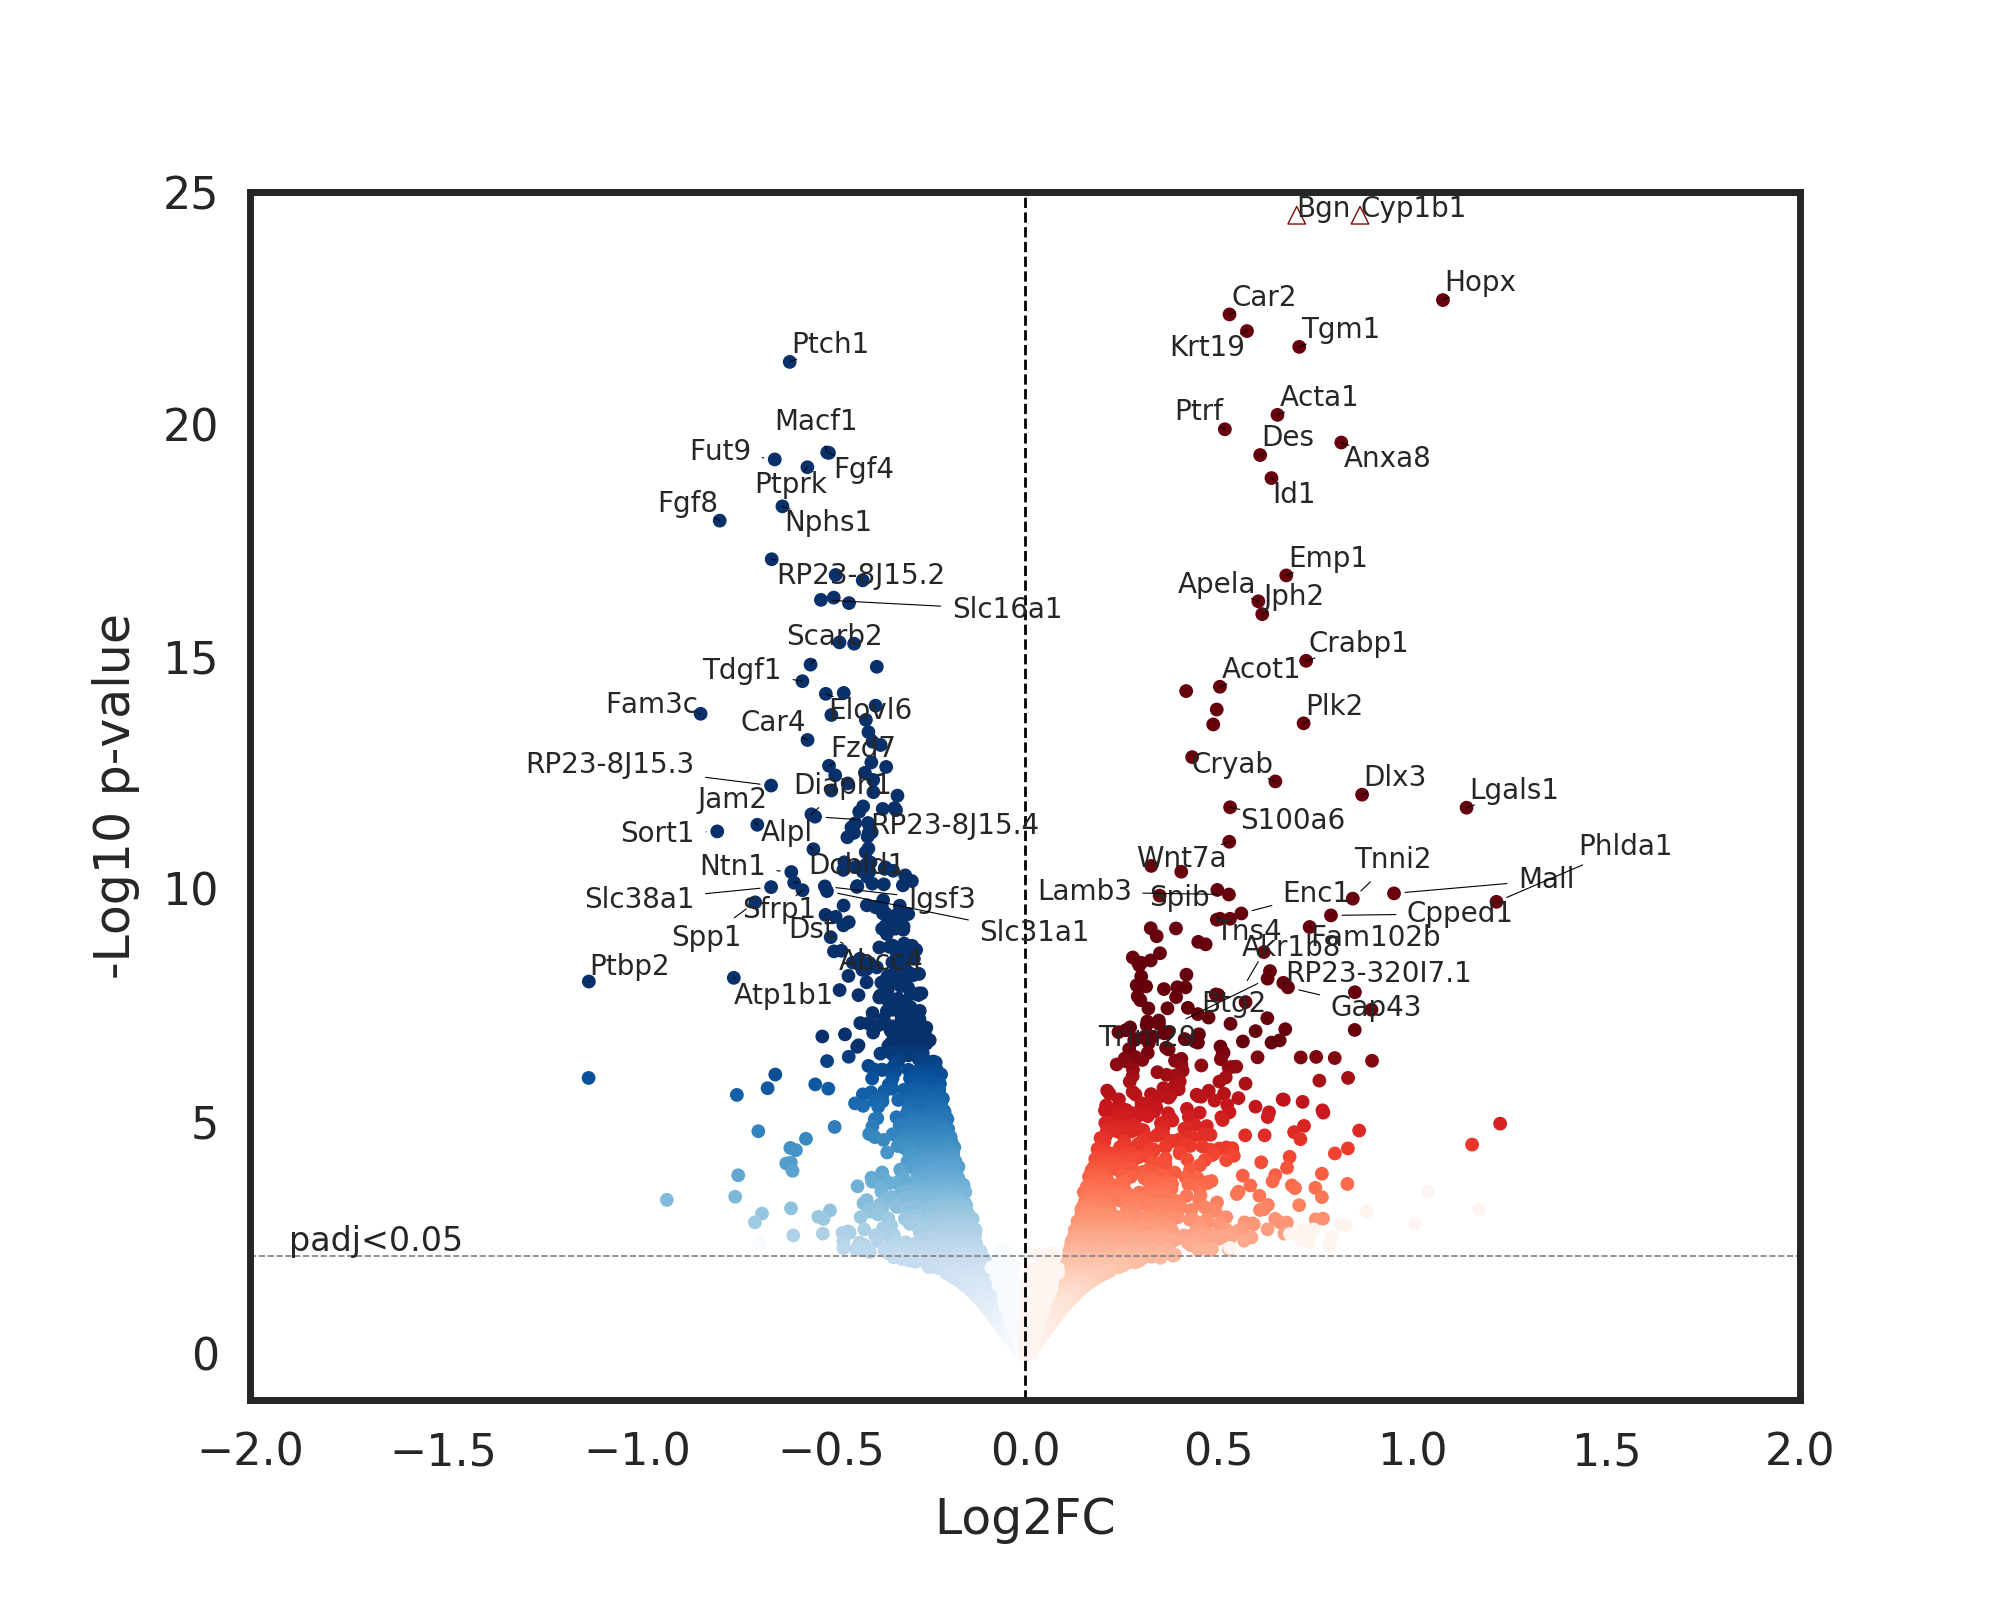 25
Bgn
Cyp1b1
Hopx
Car2
Tgm1
Krt19
Ptch1
20
Acta1
Ptrf
Macf1
Des
Fut9
Anxa8
Fgf4
Ptprk
Id1
Fgf8
Nphs1
Emp1
RP23-8J15.2
Apela
Jph2
Slc16a1
15
Scarb2
Crabp1
Tdgf1
Acot1
Fam3c
Plk2
Elovl6
Car4
Fzd7
RP23-8J15.3
Cryab
Dlx3
Diaph1
Lgals1
Jam2
S100a6
RP23-8J15.4
Sort1
Alpl
Phlda1
Wnt7a
Tnni2
Ntn1
Dcbld1
Mall
10
Slc38a1
Igsf3
Lamb3
Spib
Enc1
Sfrp1
Cpped1
Dst
Spp1
Slc31a1
Tns4
Fam102b
Akr1b8
Abcc4
Ptbp2
RP23-320I7.1
Atp1b1
Btg2
Gap43
Trim29
-Log10 p-value
5
padj<0.05
0
−2.0 −1.5 −1.0 −0.5 0.0 0.5 1.0 1.5 2.0
Log2FC